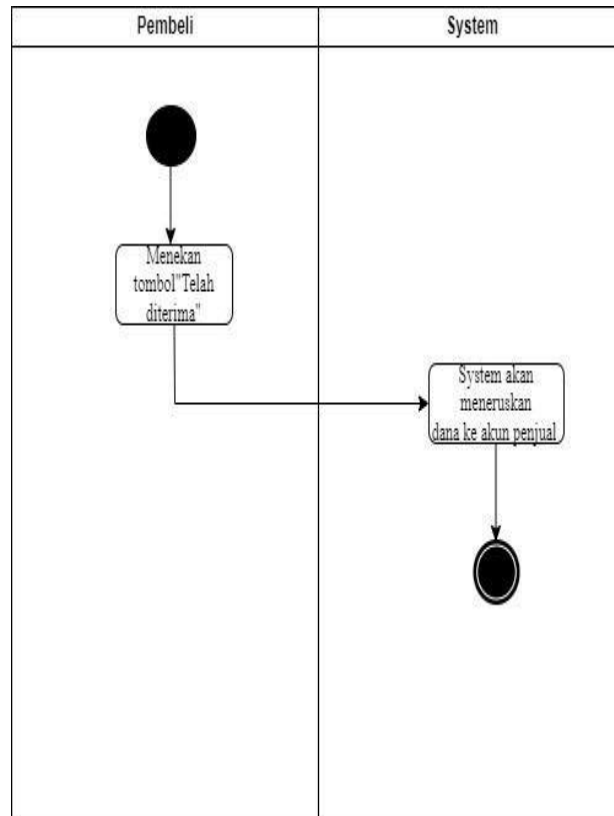 Pembeli
System
Menekan
tombol"Telah
diterima"
System akan
meneruskan
dana ke akun penjual